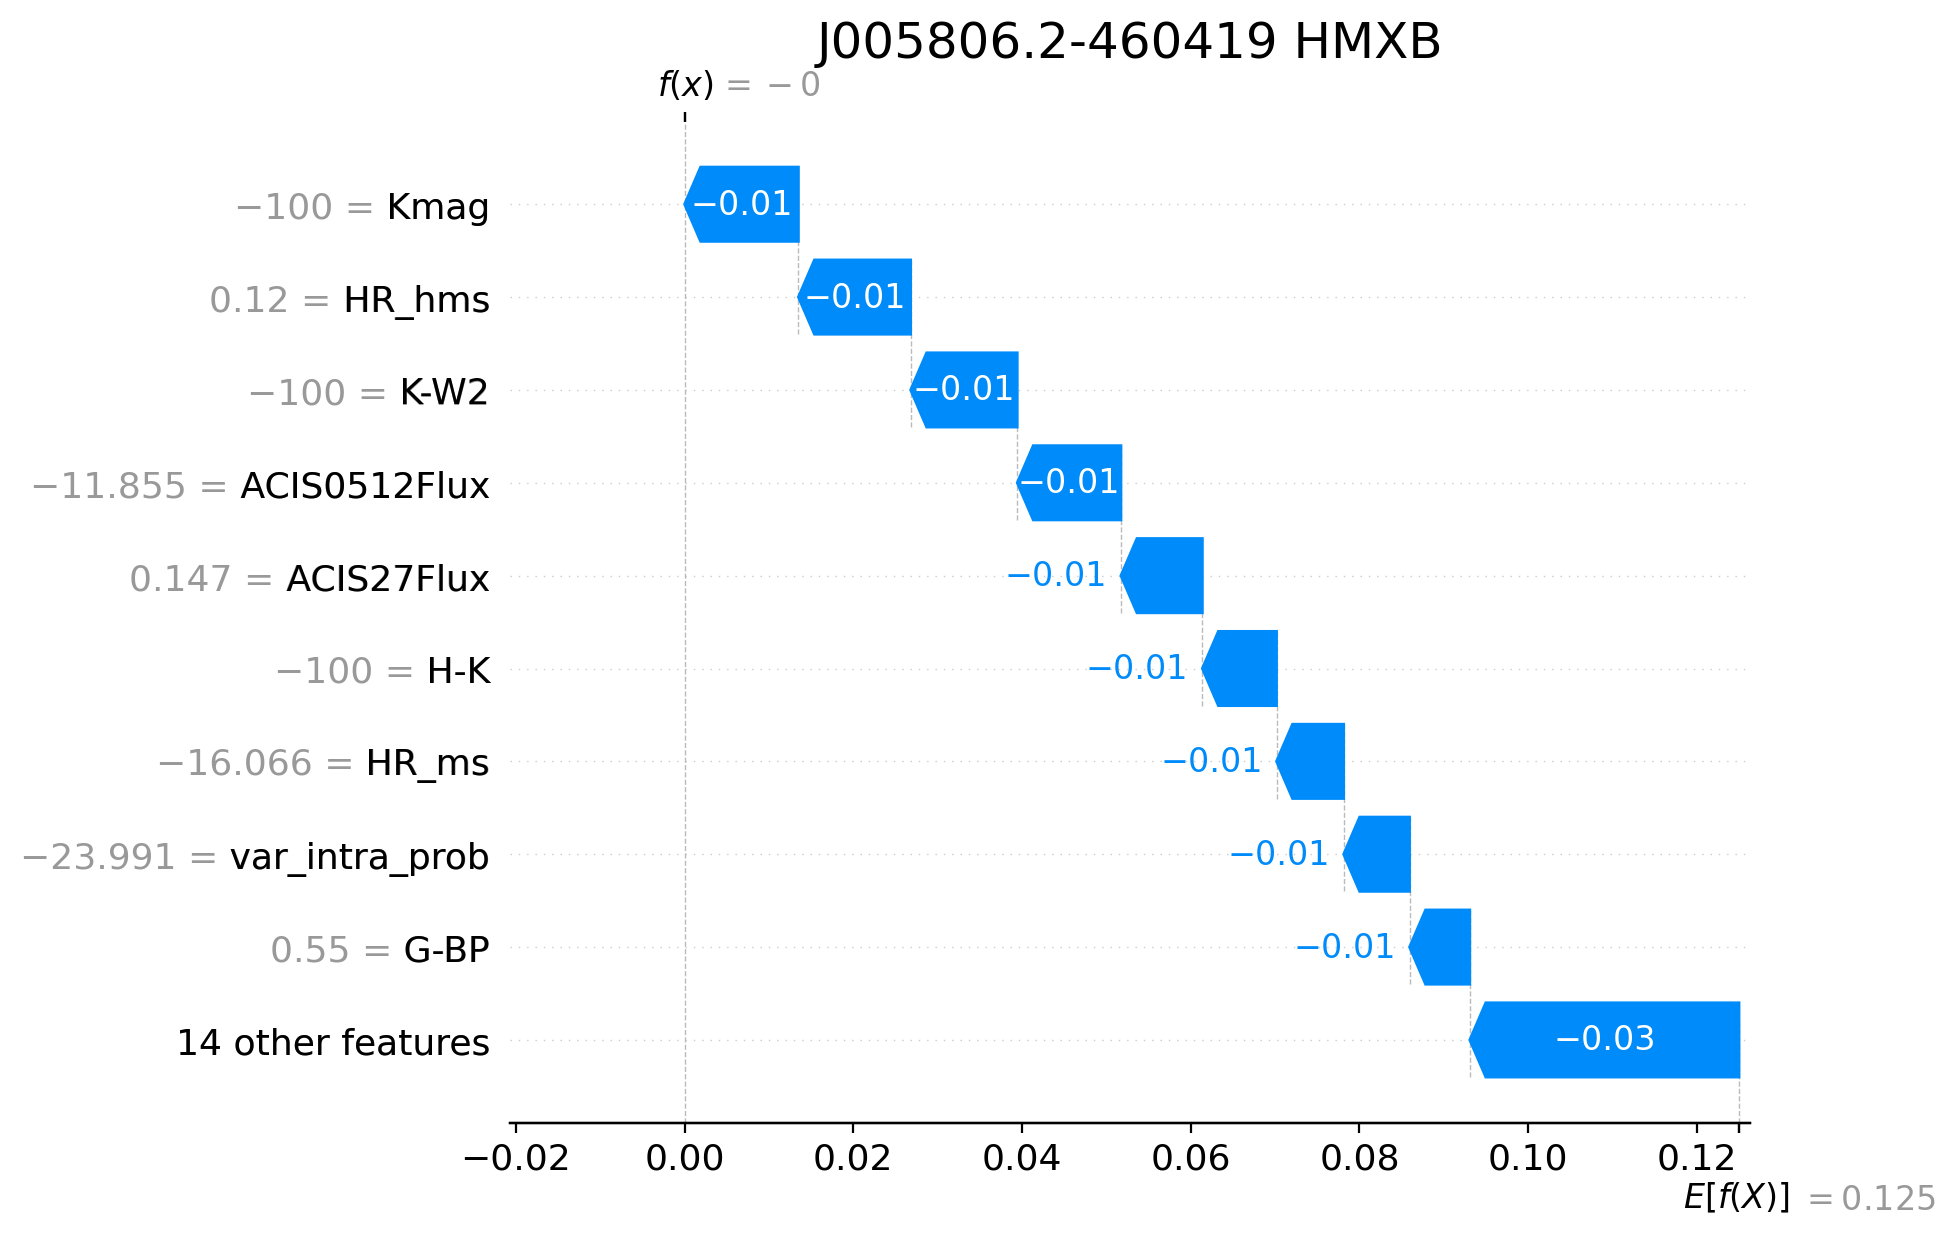 J005806.2-460419 HMXB
f(x) = −0
−100 = Kmag −0.01
0.12 = HR_hms −0.01
−100 = K-W2 −0.01
−11.855 = ACIS0512Flux −0.01
0.147 = ACIS27Flux −0.01
−100 = H-K −0.01
−16.066 = HR_ms −0.01
−23.991 = var_intra_prob −0.01
0.55 = G-BP −0.01
14 other features −0.03
−0.02 0.00 0.02 0.04 0.06 0.08 0.10 0.12
E[f(X)] = 0.125